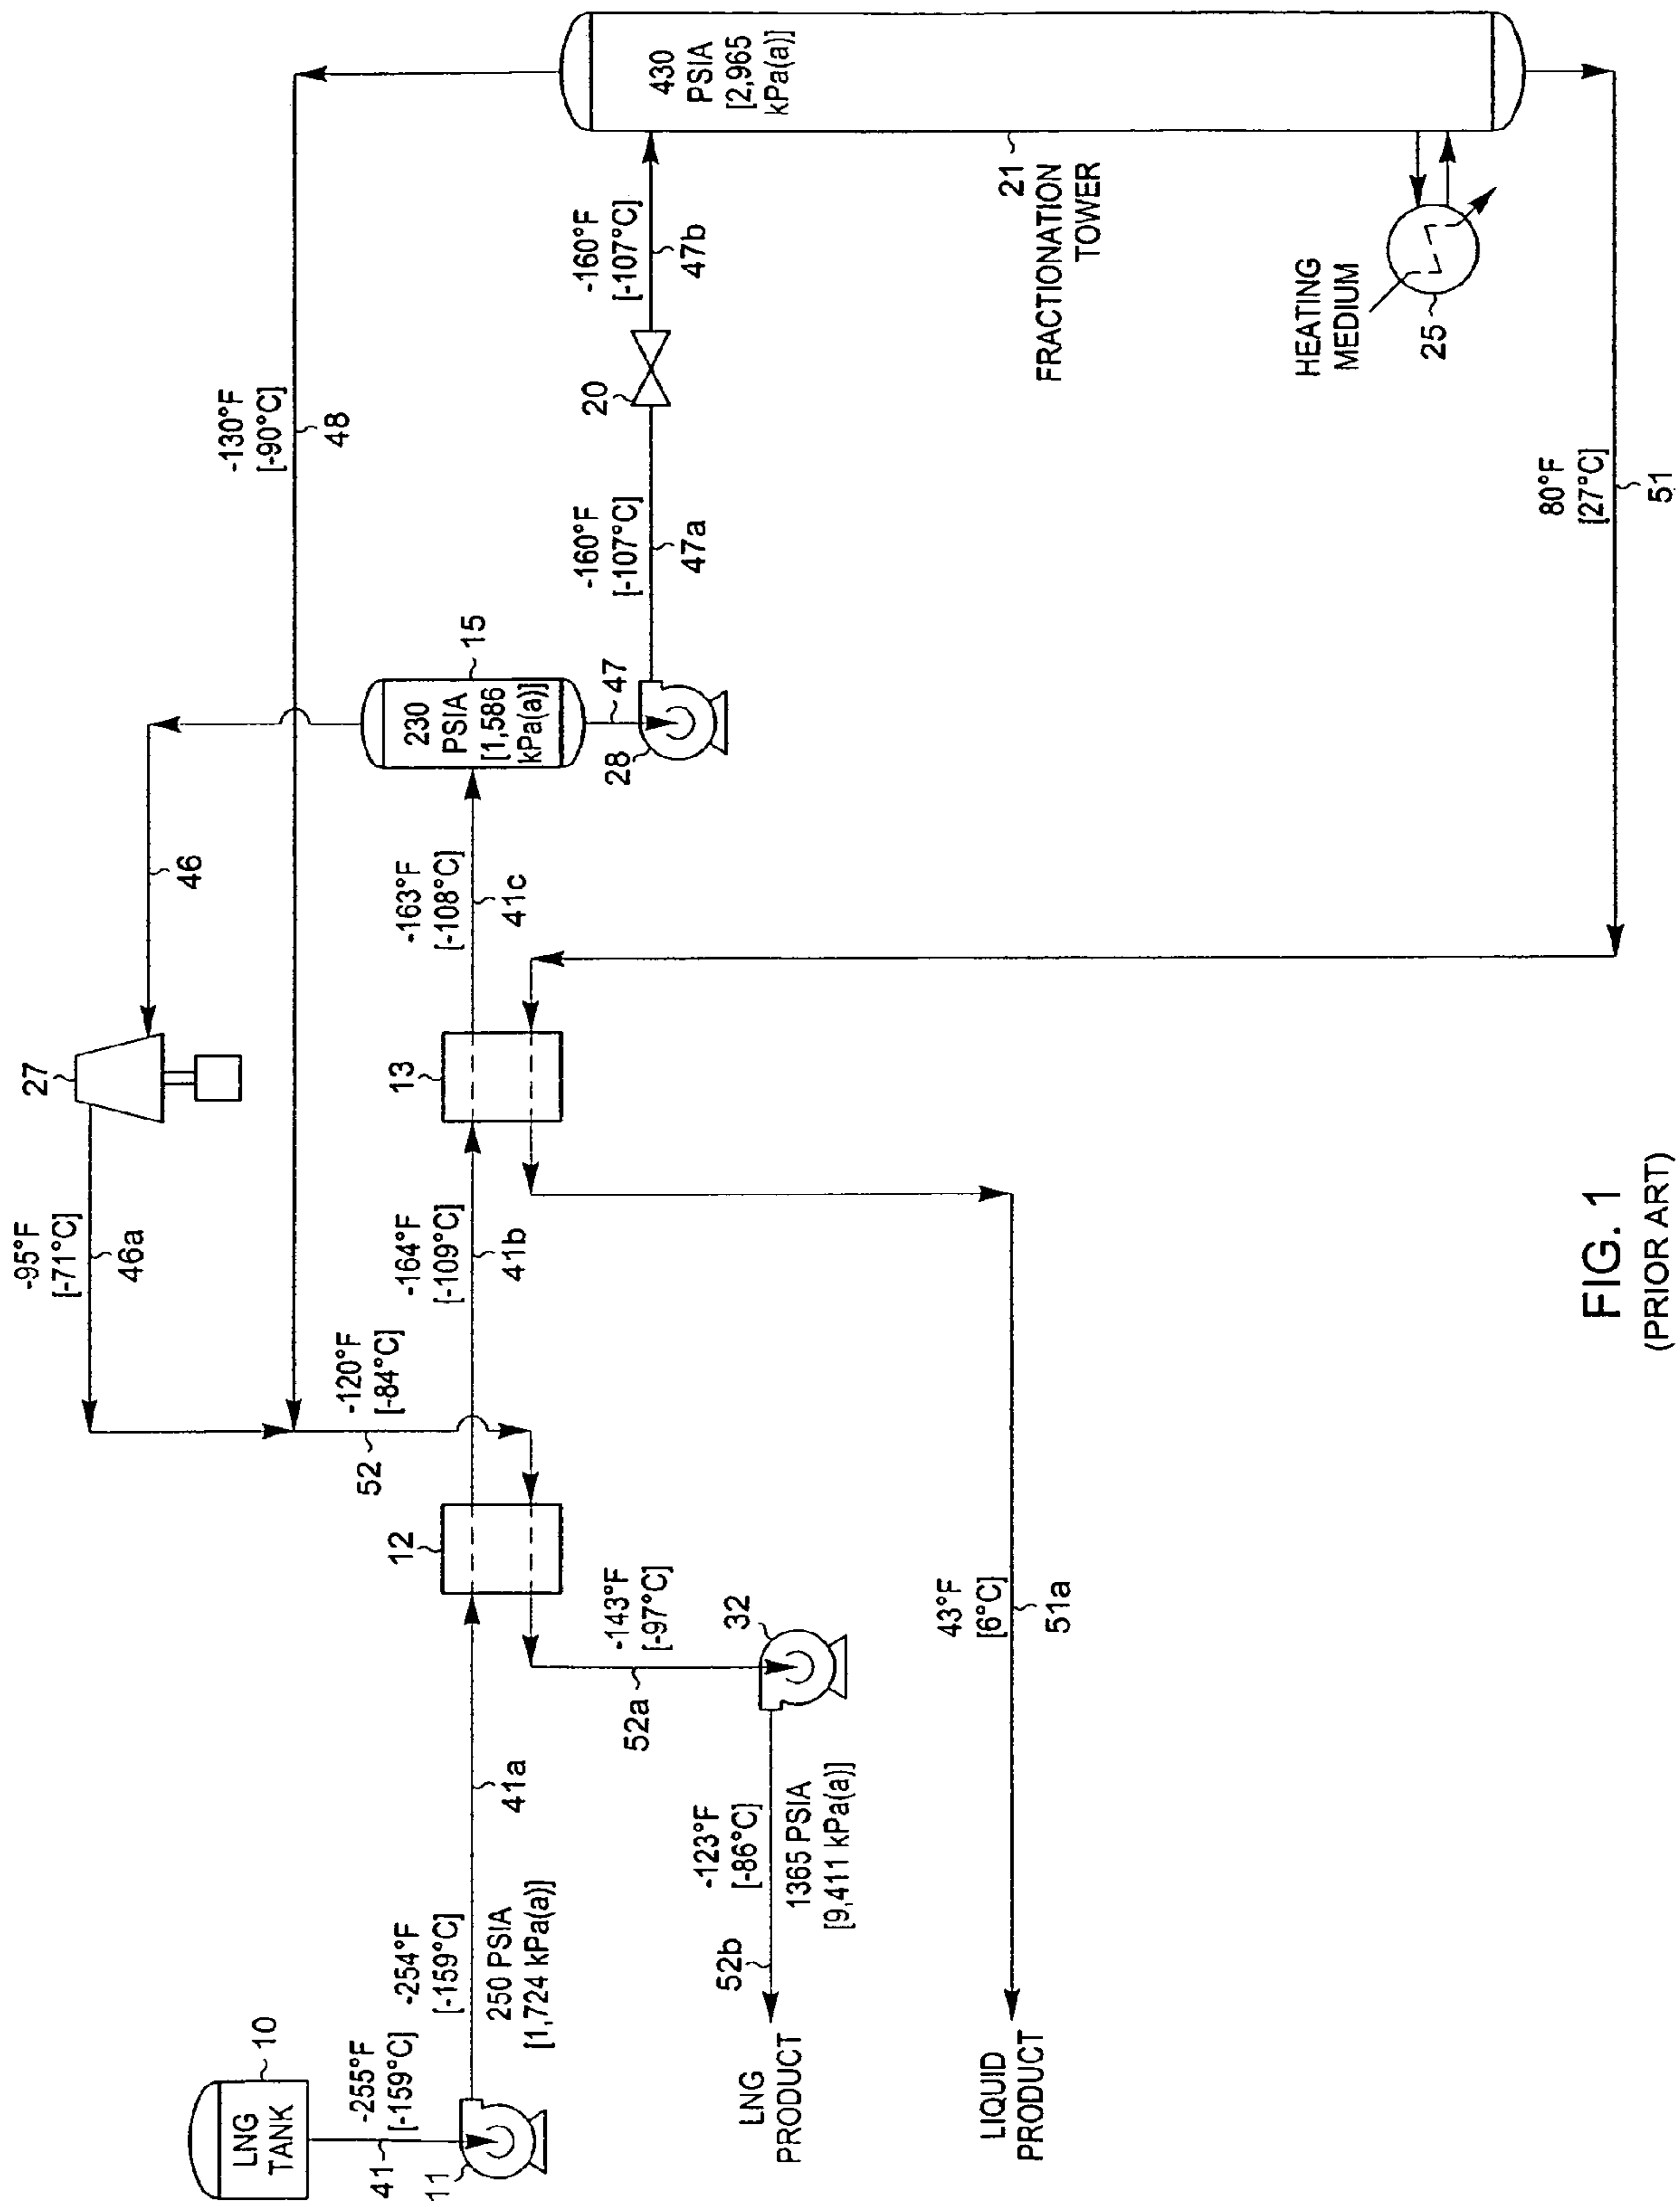 -95°F
[-71°C]
46a
27
46
-130°F
[-90°C]
48
430
PSIA
[2,965
kPa(a)]
-120°F
[-84°C]
52
-164°F
[-109°C]
41b
-163°F
[-108°C]
41c
230
PSIA
[1,586
kPa(a)]
15
47
28
-160°F
[-107°C]
47a
20
-160°F
[-107°C]
47b
21
FRACTIONATION
TOWER
HEATING
MEDIUM
25
LNG
TANK
10
-255°F
[-159°C]
41
11
-254°F
[-159°C]
250 PSIA
[1,724 kPa(a)]
41a
12
13
-143°F
[-97°C]
52a
32
-123°F
[-86°C]
1365 PSIA
[9,411 kPa(a)]
52b
LNG
PRODUCT
43°F
[6°C]
51a
LIQUID
PRODUCT
80°F
[27°C]
51
FIG. 1
(PRIOR ART)